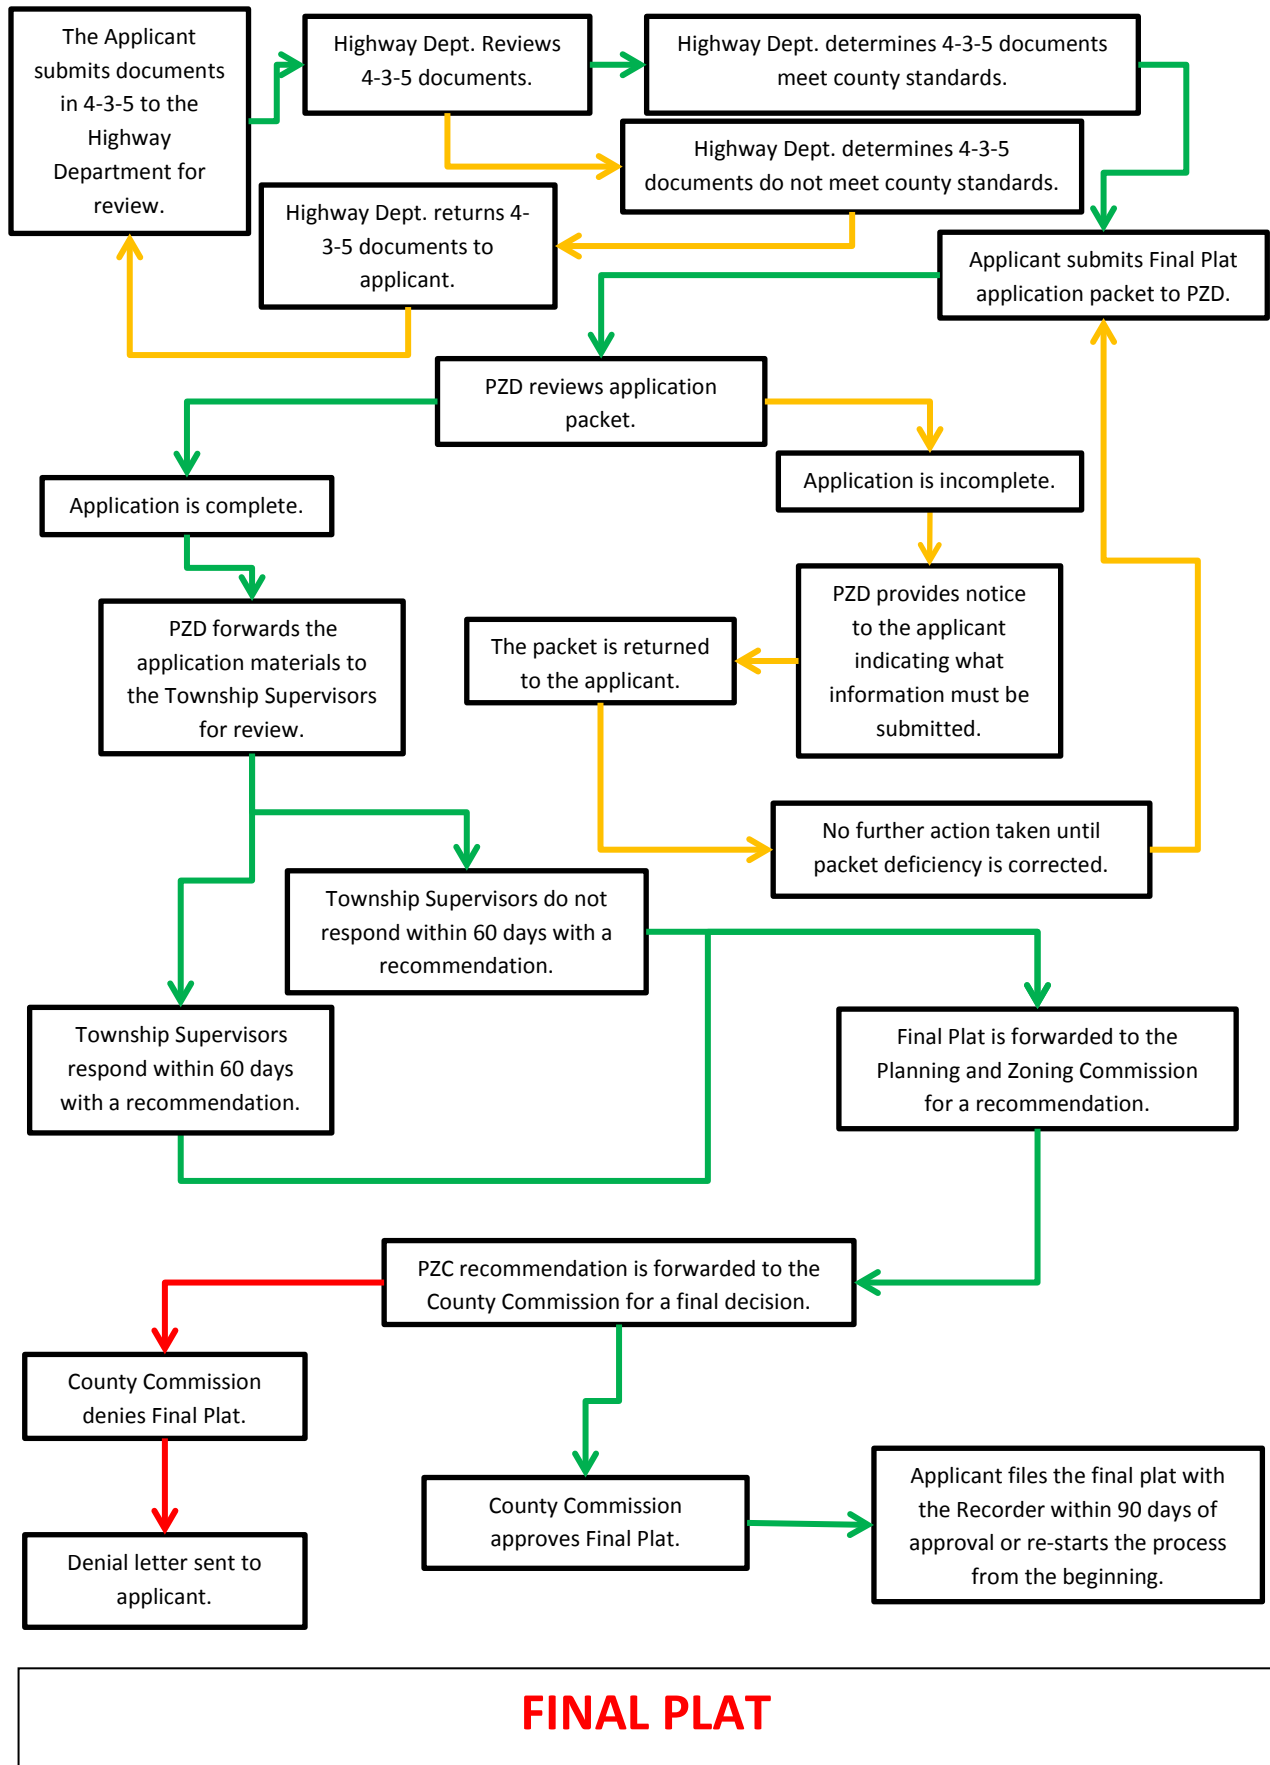 The Applicant
submits documents
in 4-3-5 to the
Highway
Department for
review.
Highway Dept. Reviews
4-3-5 documents.
Highway Dept. determines 4-3-5 documents
meet county standards.
Highway Dept. determines 4-3-5
documents do not meet county standards.
Highway Dept. returns 4-
3-5 documents to
applicant.
Applicant submits Final Plat
application packet to PZD.
PZD reviews application
packet.
Application is complete.
Application is incomplete.
PZD forwards the
application materials to
the Township Supervisors
for review.
The packet is returned
to the applicant.
PZD provides notice
to the applicant
indicating what
information must be
submitted.
No further action taken until
packet deficiency is corrected.
Township Supervisors do not
respond within 60 days with a
recommendation.
Township Supervisors
respond within 60 days
with a recommendation.
Final Plat is forwarded to the
Planning and Zoning Commission
for a recommendation.
PZC recommendation is forwarded to the
County Commission for a final decision.
County Commission
denies Final Plat.
County Commission
approves Final Plat.
Applicant files the final plat with
the Recorder within 90 days of
approval or re-starts the process
from the beginning.
Denial letter sent to
applicant.
FINAL PLAT